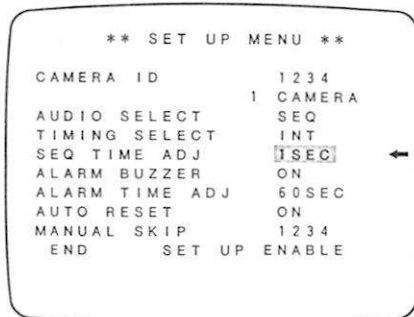 ** SET UP MENU **
CAMERA ID 1234
1 CAMERA
AUDIO SELECT SEQ
TIMING SELECT INT
SEQ TIME ADJ 1SEC
ALARM BUZZER ON
ALARM TIME ADJ 60SEC
AUTO RESET ON
MANUAL SKIP 1234
END SET UP ENABLE